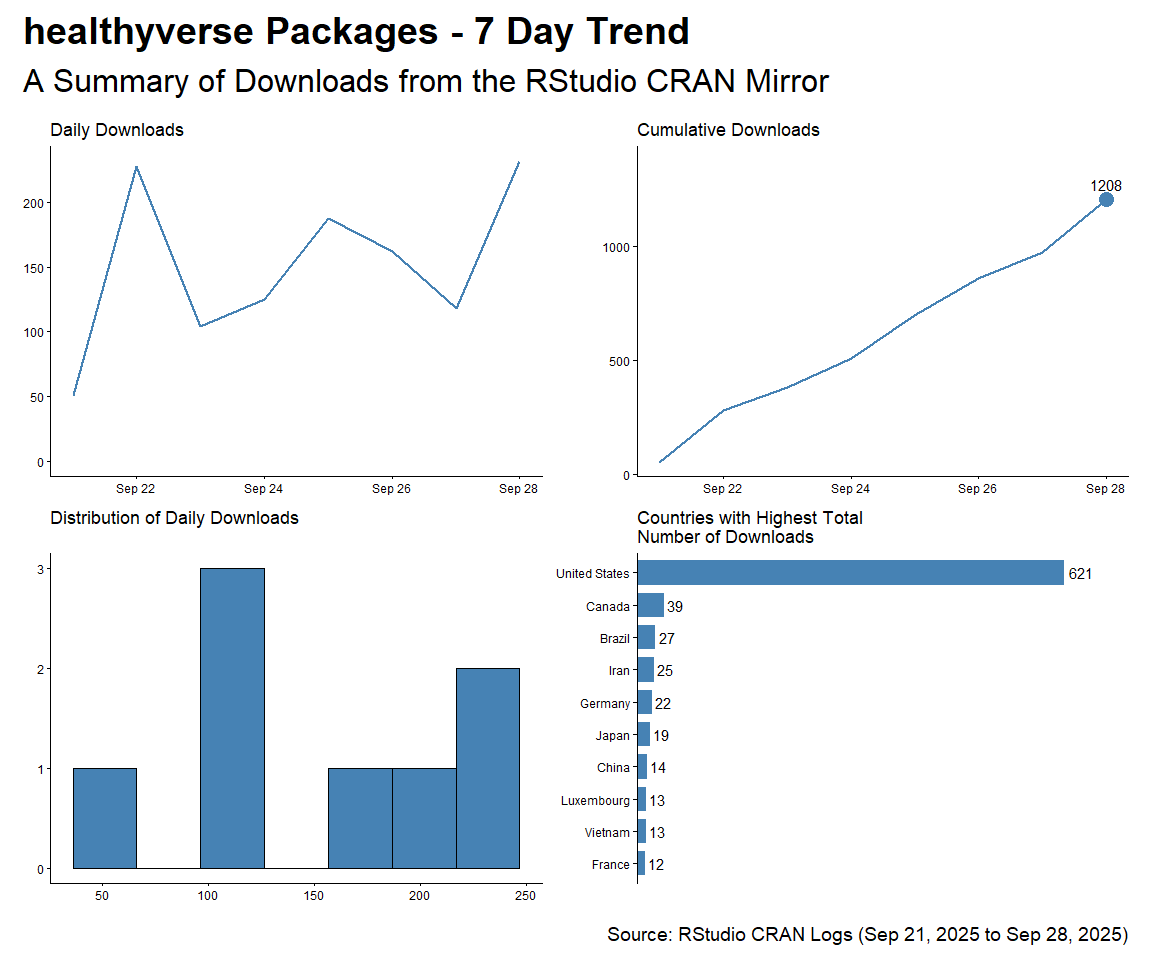 healthyverse Packages - 7 Day Trend
A Summary of Downloads from the RStudio CRAN Mirror
Daily Downloads
200
150
100
50
0
Sep 22 Sep 24 Sep 26 Sep 28
Cumulative Downloads
1208
1000
500
0
Sep 22 Sep 24 Sep 26 Sep 28
Distribution of Daily Downloads
3
2
1
0
50 100 150 200 250
Countries with Highest Total
Number of Downloads
United States 621
Canada 39
Brazil 27
Iran 25
Germany 22
Japan 19
China 14
Luxembourg 13
Vietnam 13
France 12
Source: RStudio CRAN Logs (Sep 21, 2025 to Sep 28, 2025)